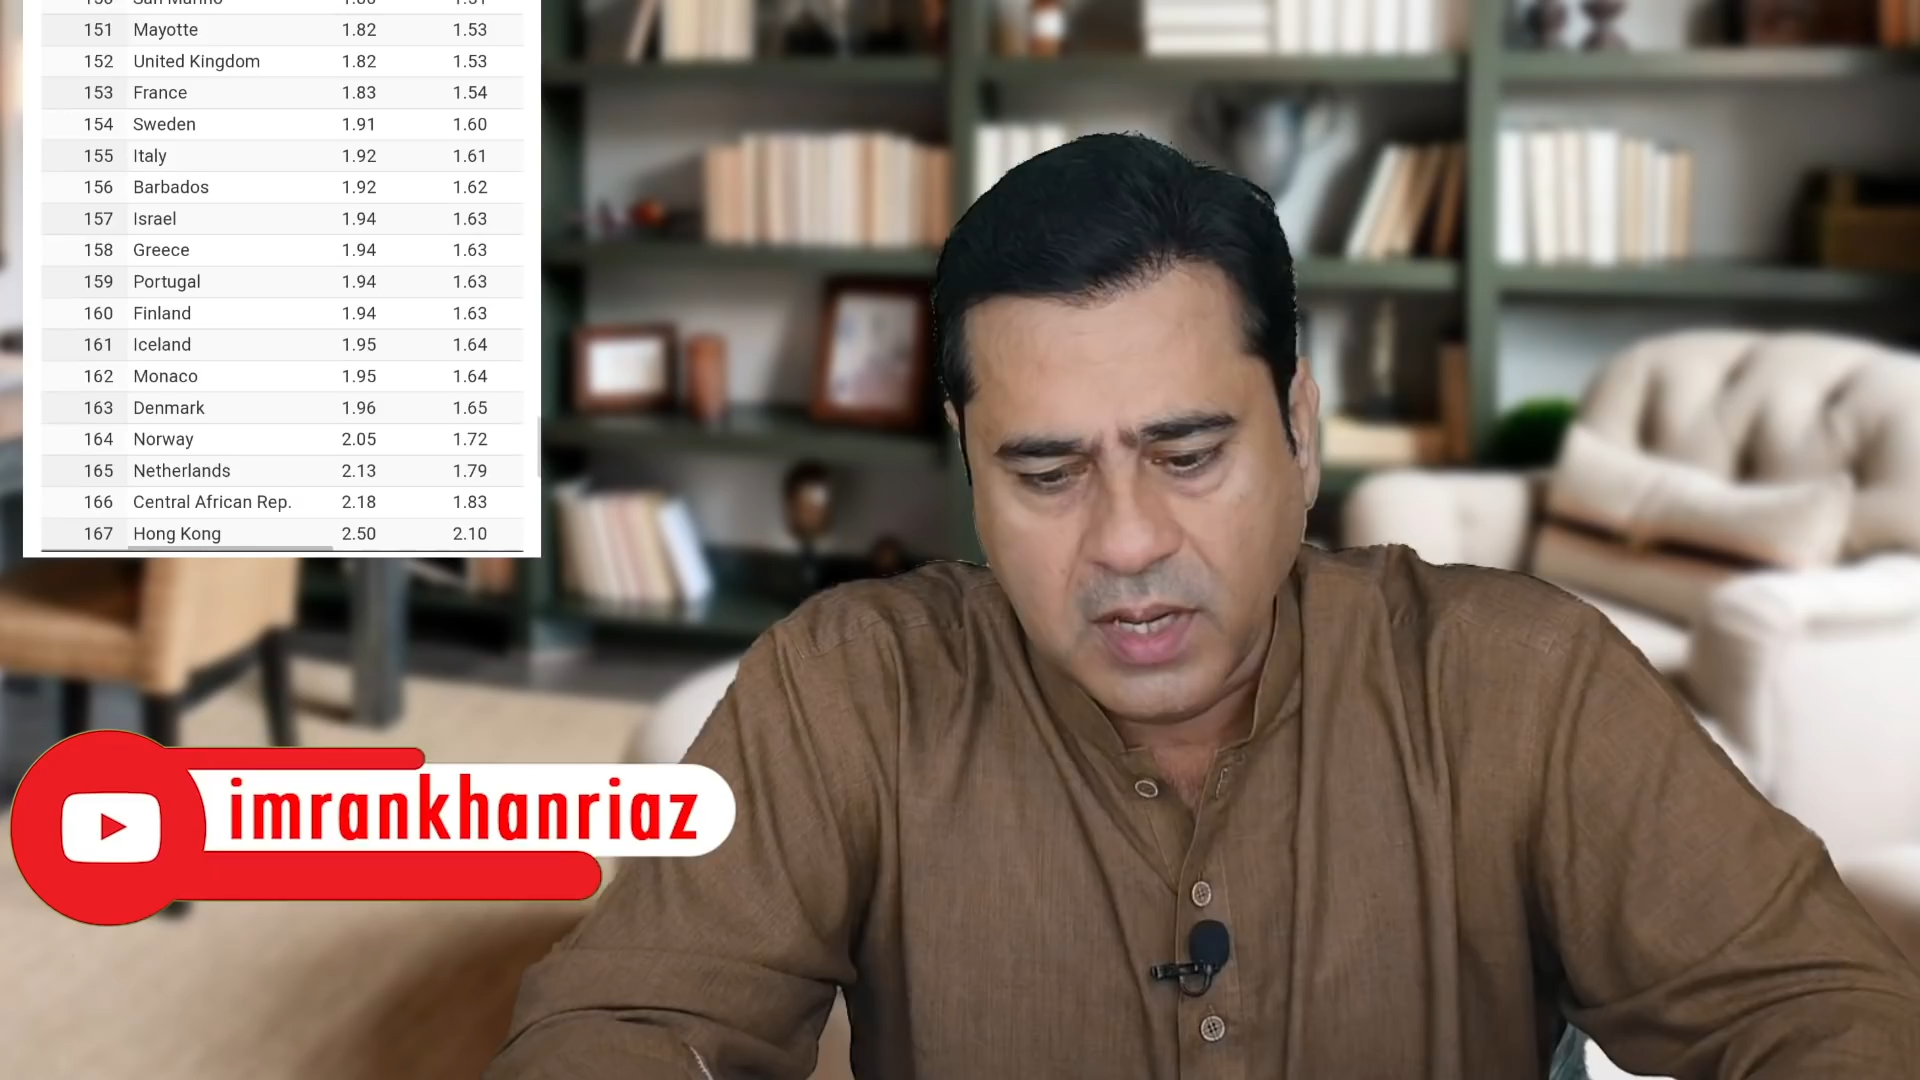 151 Mayotte 1.82 1.53
152 United Kingdom 1.82 1.53
153 France 1.83 1.54
154 Sweden 1.91 1.60
155 Italy 1.92 1.61
156 Barbados 1.92 1.62
157 Israel 1.94 1.63
158 Greece 1.94 1.63
159 Portugal 1.94 1.63
160 Finland 1.94 1.63
161 Iceland 1.95 1.64
162 Monaco 1.95 1.64
163 Denmark 1.96 1.65
164 Norway 2.05 1.72
165 Netherlands 2.13 1.79
166 Central African Rep. 2.18 1.83
167 Hong Kong 2.50 2.10
imrankhanriaz